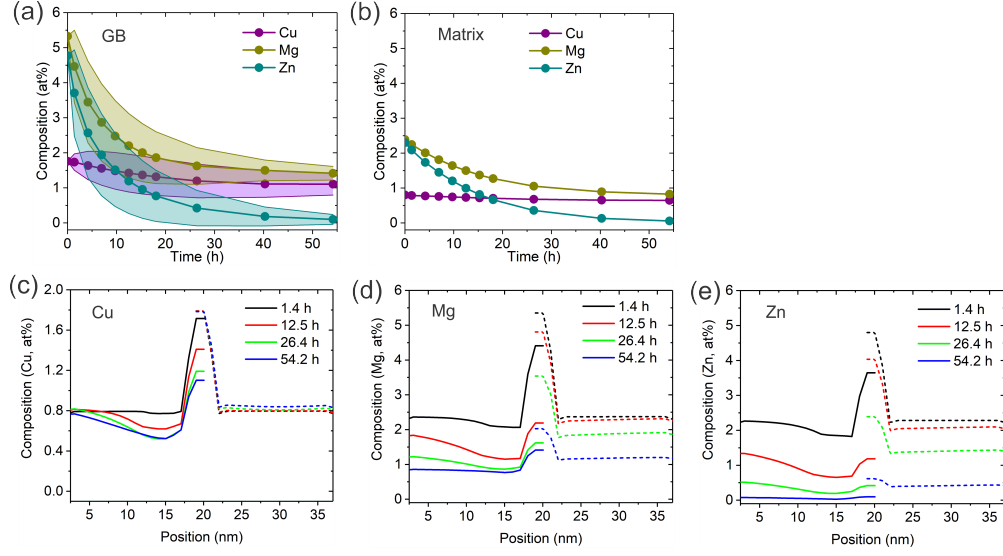 (a)
GB
Cu
Mg
Zn
Composition (at%)
6
5
4
3
2
1
0
0 10 20 30 40 50
Time (h)
(b)
Matrix
Cu
Mg
Zn
Composition (at%)
6
5
4
3
2
1
0
0 10 20 30 40 50
Time (h)
(c)
Cu
1.4 h
12.5 h
26.4 h
54.2 h
Composition (Cu, at%)
2.0
1.6
1.2
0.8
0.4
0.0
5 10 15 20 25 30 35
Position (nm)
(d)
Mg
1.4 h
12.5 h
26.4 h
54.2 h
Composition (Mg, at%)
6
5
4
3
2
1
0
5 10 15 20 25 30 35
Position (nm)
(e)
Zn
1.4 h
12.5 h
26.4 h
54.2 h
Composition (Zn, at%)
6
5
4
3
2
1
0
5 10 15 20 25 30 35
Position (nm)